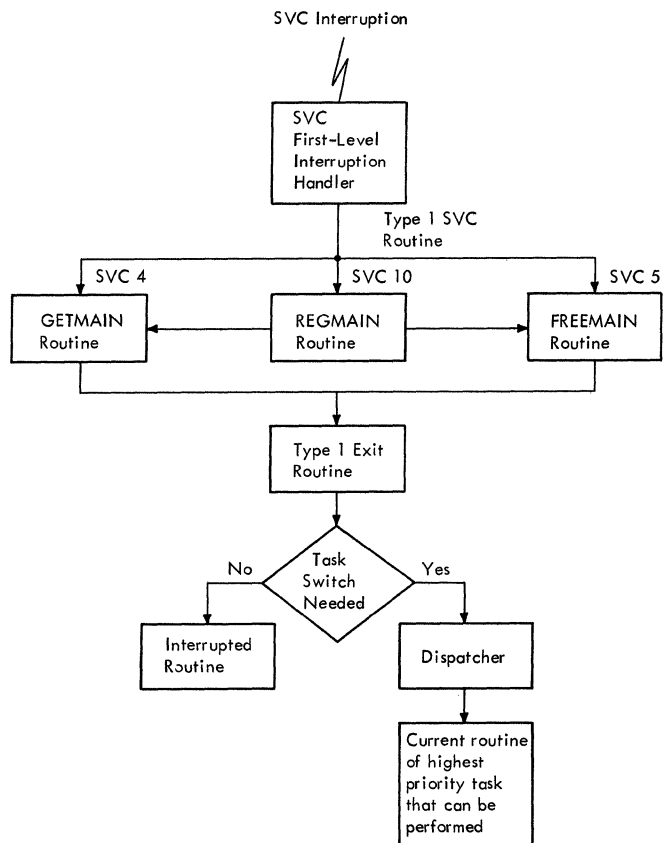 SVC Interruption
SVC
First-Level
Interruption
Handler
Type 1 SVC
Routine
SVC 4
SVC 10
SVC 5
GETMAIN
Routine
REGMAIN
Routine
FREEMAIN
Routine
Type 1 Exit
Routine
No
Task
Switch
Needed
Yes
Interrupted
Routine
Dispatcher
Current routine
of highest
priority task
that can be
performed